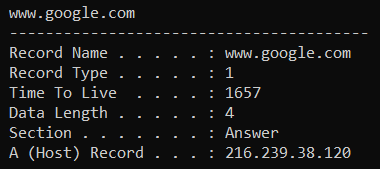 www.google.com
----------------------------------------
Record Name . . . . . : www.google.com
Record Type . . . . . : 1
Time To Live  . . . . : 1657
Data Length . . . . . : 4
Section . . . . . . . : Answer
A (Host) Record . . . : 216.239.38.120